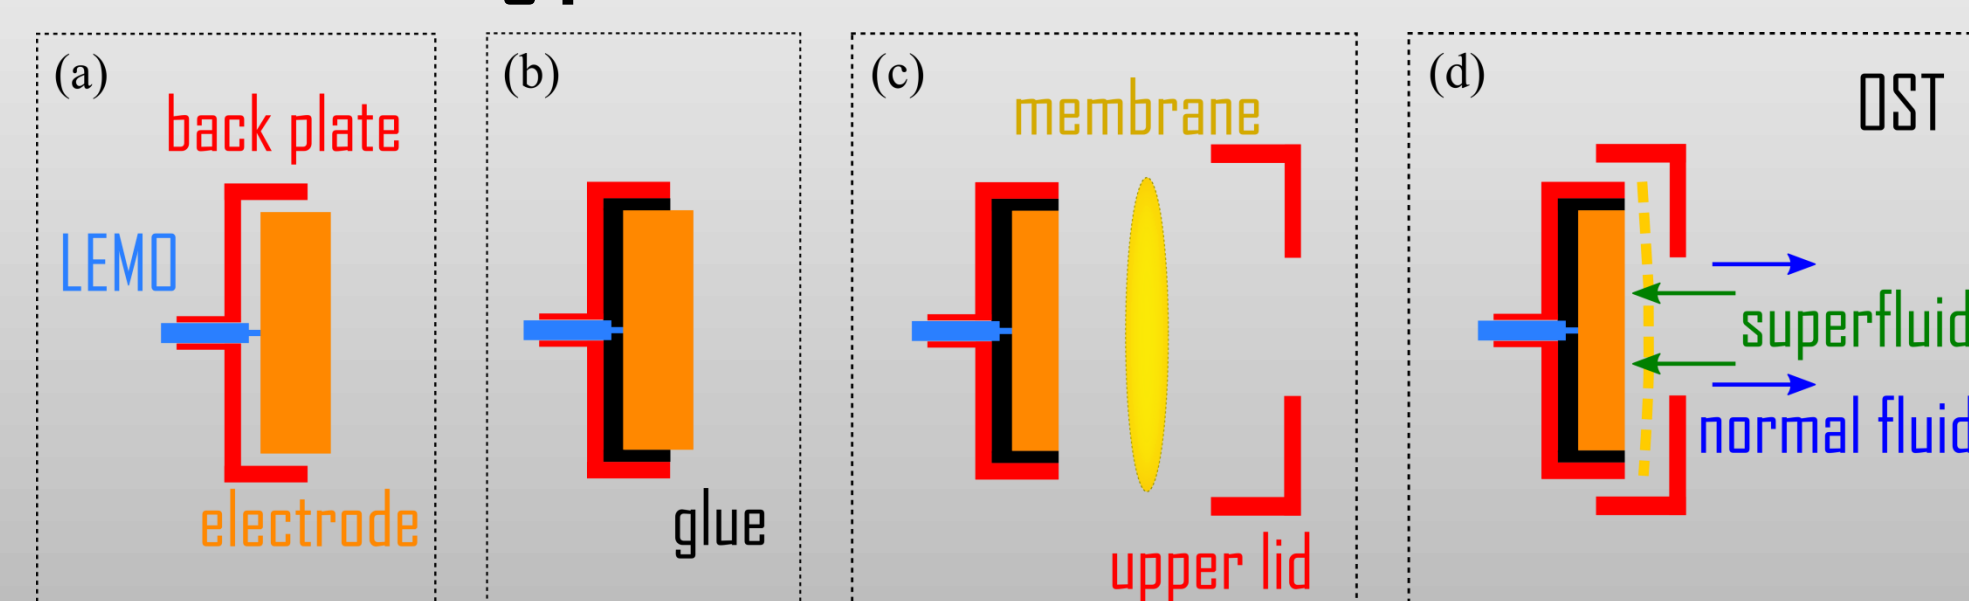 (a)
back plate
LEMO
electrode
(b)
glue
(c)
membrane
upper lid
(d)
OST
superfluid
normal fluid